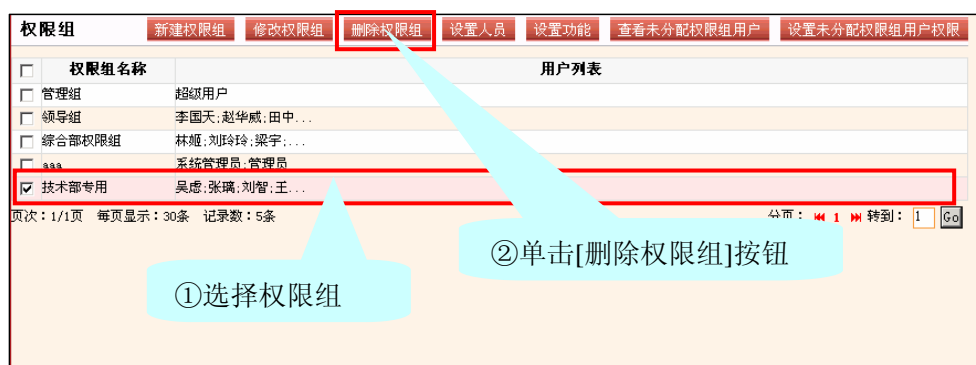 权限组 新建权限组 修改权限组 删除权限组 设置人员 设置功能 查看未分配权限组用户 设置未分配权限组用户权限
权限组名称 用户列表
管理组 超级用户
领导组 李国天;赵华威;田中...
综合部权限组 林姬;刘玲玲;梁宇;...
aaa 系统管理员;管理员
技术部专用 吴虑;张璃;刘智;王...
页次：1/1页 每页显示：30条 记录数：5条 分页： 1 转到： 1 Go
②单击[删除权限组]按钮
①选择权限组